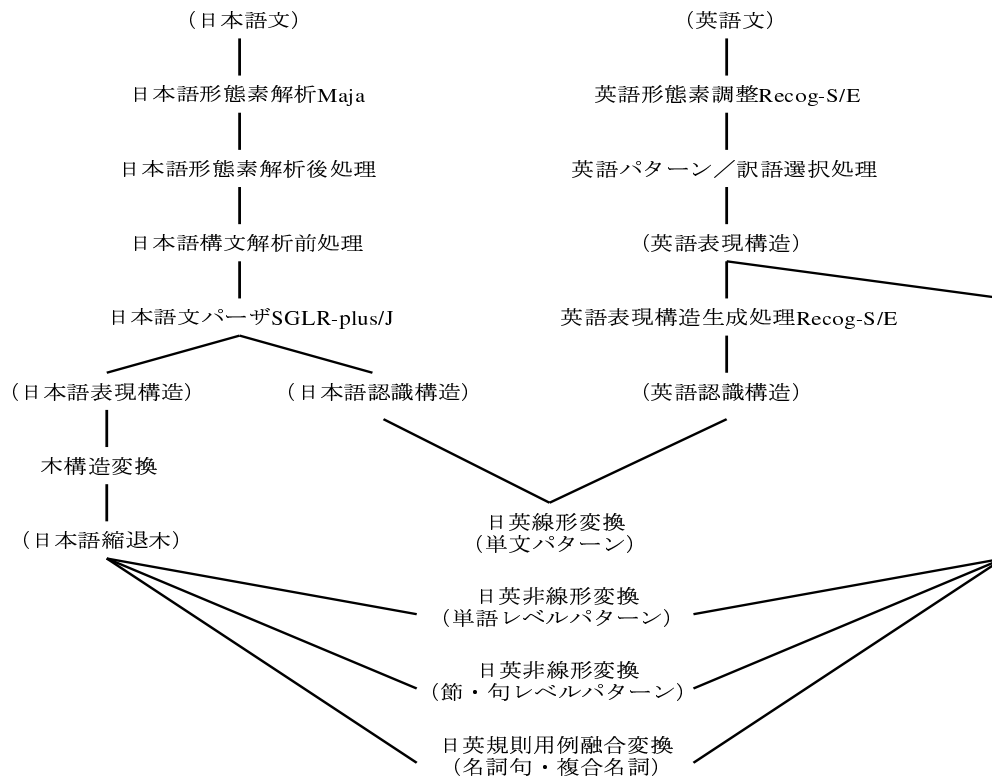 （日本語文）
（英語文）
日本語形態素解析Maja
英語形態素調整Recog-S/E
日本語形態素解析後処理
英語パターン／訳語選択処理
日本語構文解析前処理
（英語表現構造）
日本語文パーザSGLR-plus/J
英語表現構造生成処理Recog-S/E
（日本語表現構造）
（日本語認識構造）
（英語認識構造）
木構造変換
日英線形変換
（単文パターン）
（日本語縮退木）
日英非線形変換
（単語レベルパターン）
日英非線形変換
（節・句レベルパターン）
日英規則用例融合変換
（名詞句・複合名詞）